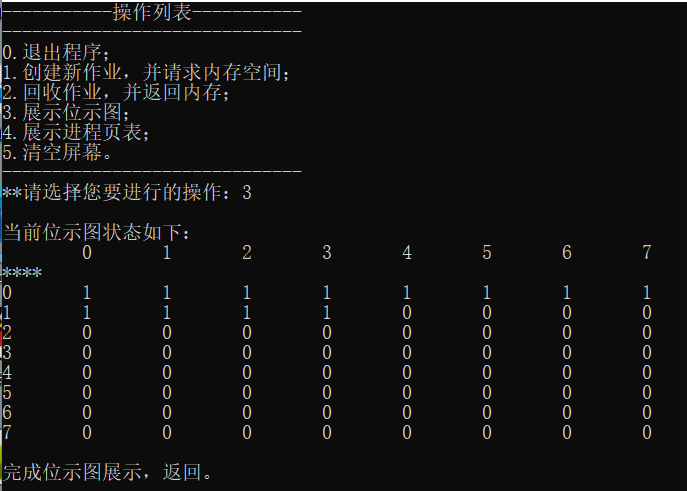 -----------操作列表-----------
------------------------------
0.退出程序;
1.创建新作业，并请求内存空间;
2.回收作业，并返回内存;
3.展示位示图;
4.展示进程页表;
5.清空屏幕。
------------------------------
**请选择您要进行的操作：3
当前位示图状态如下：
0 1 2 3 4 5 6 7
****
0 1 1 1 1 1 1 1 1
1 1 1 1 1 0 0 0 0
2 0 0 0 0 0 0 0 0
3 0 0 0 0 0 0 0 0
4 0 0 0 0 0 0 0 0
5 0 0 0 0 0 0 0 0
6 0 0 0 0 0 0 0 0
7 0 0 0 0 0 0 0 0
完成位示图展示，返回。